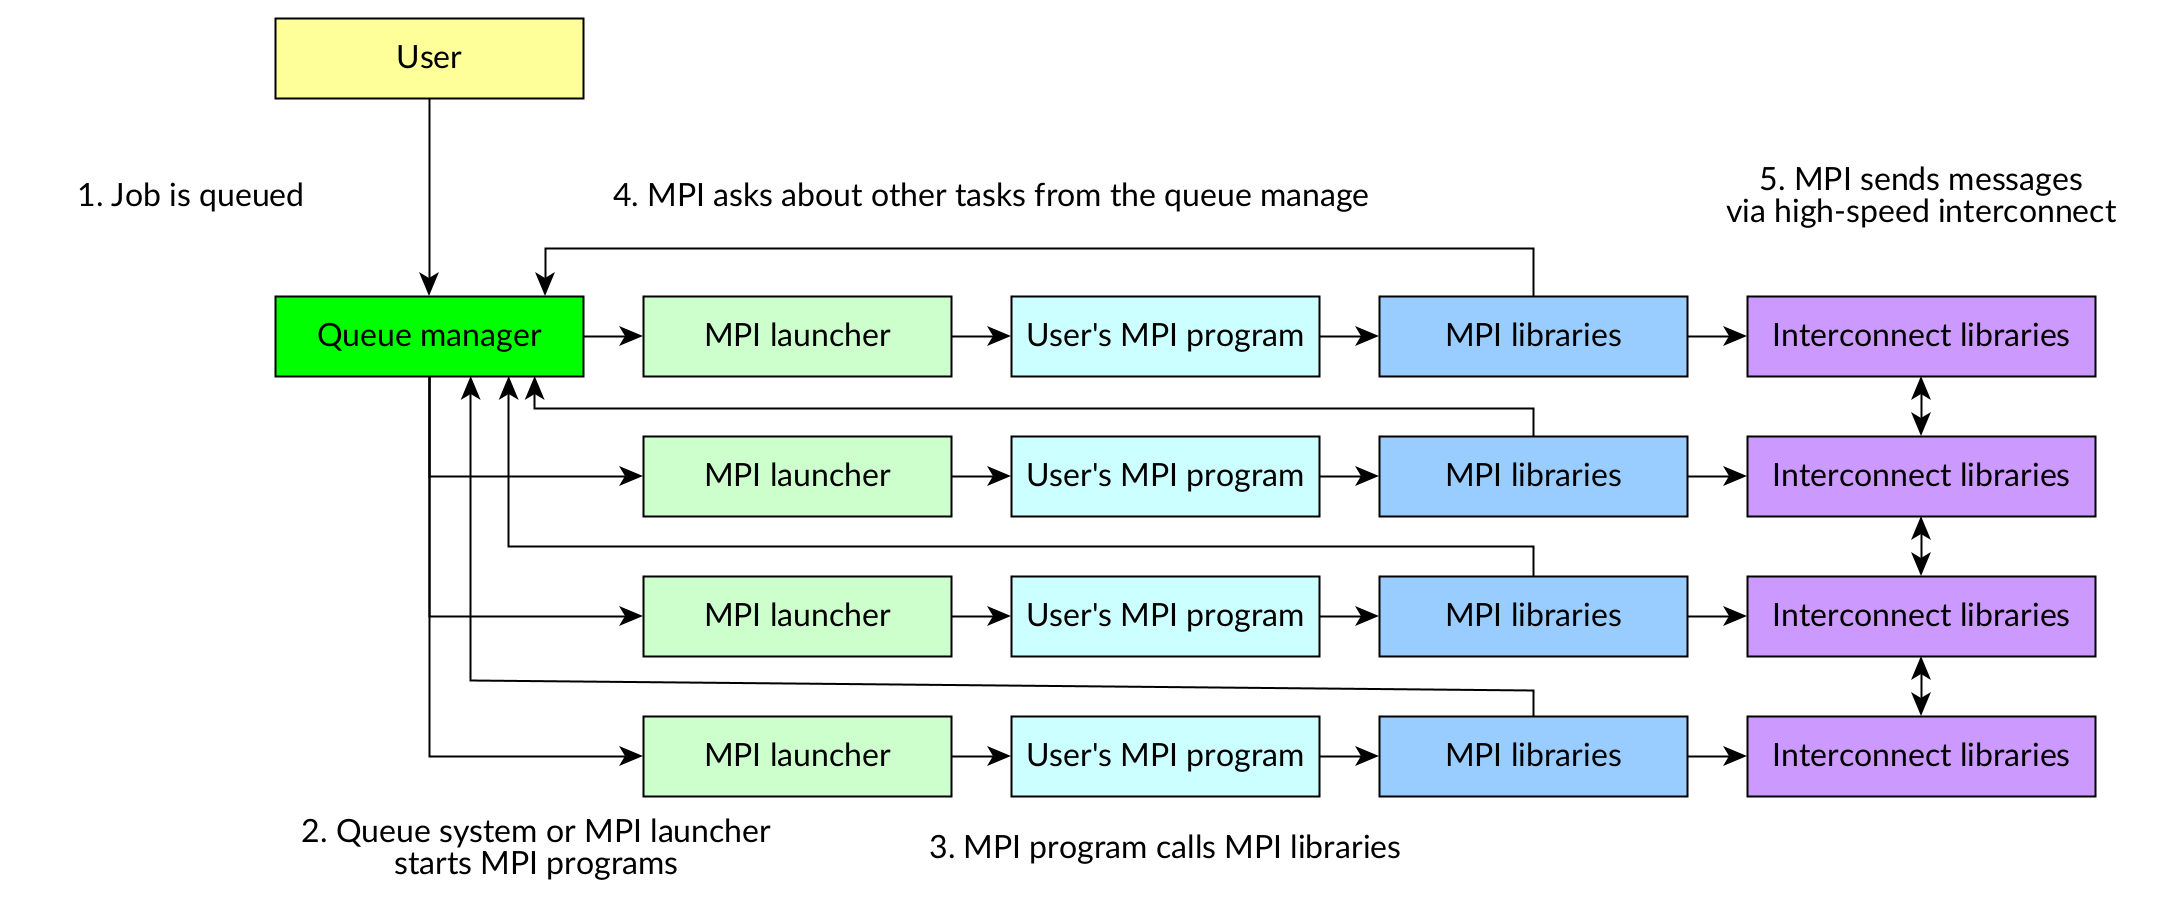 User
1. Job is queued
4. MPI asks about other tasks from the queue manage
5. MPI sends messages
via high-speed interconnect
Queue manager
MPI launcher
User's MPI program
MPI libraries
Interconnect libraries
MPI launcher
User's MPI program
MPI libraries
Interconnect libraries
MPI launcher
User's MPI program
MPI libraries
Interconnect libraries
MPI launcher
User's MPI program
MPI libraries
Interconnect libraries
2. Queue system or MPI launcher
starts MPI programs
3. MPI program calls MPI libraries